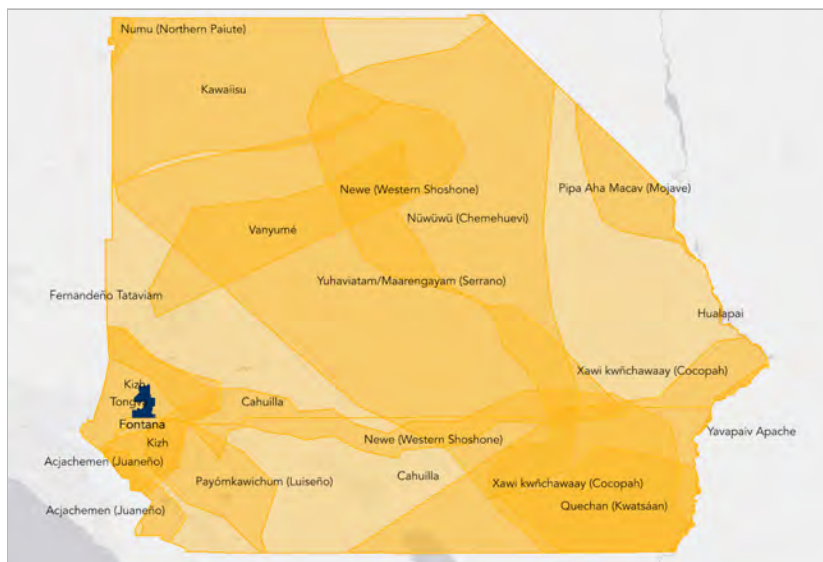 Numu (Northern Paiute)
Kawaiisu
Newe (Western Shoshone)
Pipa Aha Macav (Mojave)
Nüwüwü (Chemehuevi)
Vanyumé
Yuhaviatam/Maarengayam (Serrano)
Fernandeño Tataviam
Hualapai
Xawi kwñchawaay (Cocopah)
Kizh
Tongva
Cahuilla
Fontana
Yavapaiv Apache
Kizh
Newe (Western Shoshone)
Acjachemen (Juaneño)
Payómkawichum (Luiseño)
Cahuilla
Xawi kwñchawaay (Cocopah)
Quechan (Kwatsáan)
Acjachemen (Juaneño)